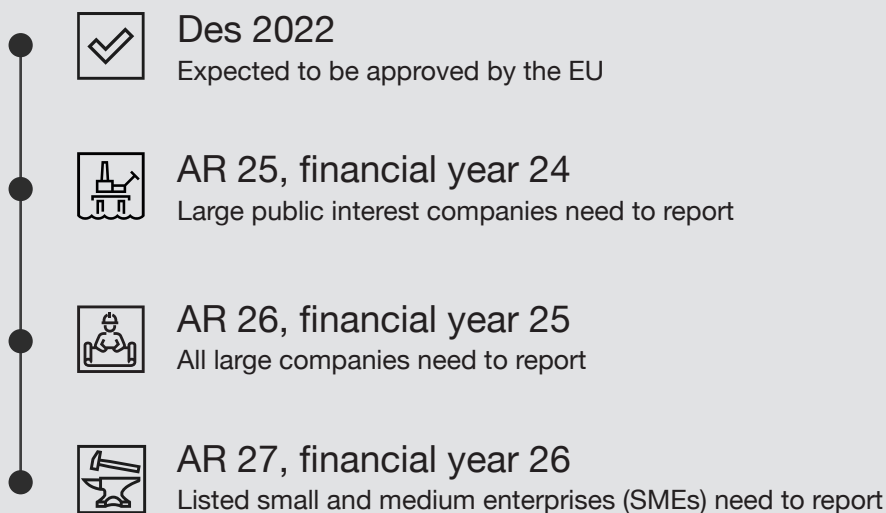 Des 2022
Expected to be approved by the EU
AR 25, financial year 24
Large public interest companies need to report
AR 26, financial year 25
All large companies need to report
AR 27, financial year 26
Listed small and medium enterprises (SMEs) need to report